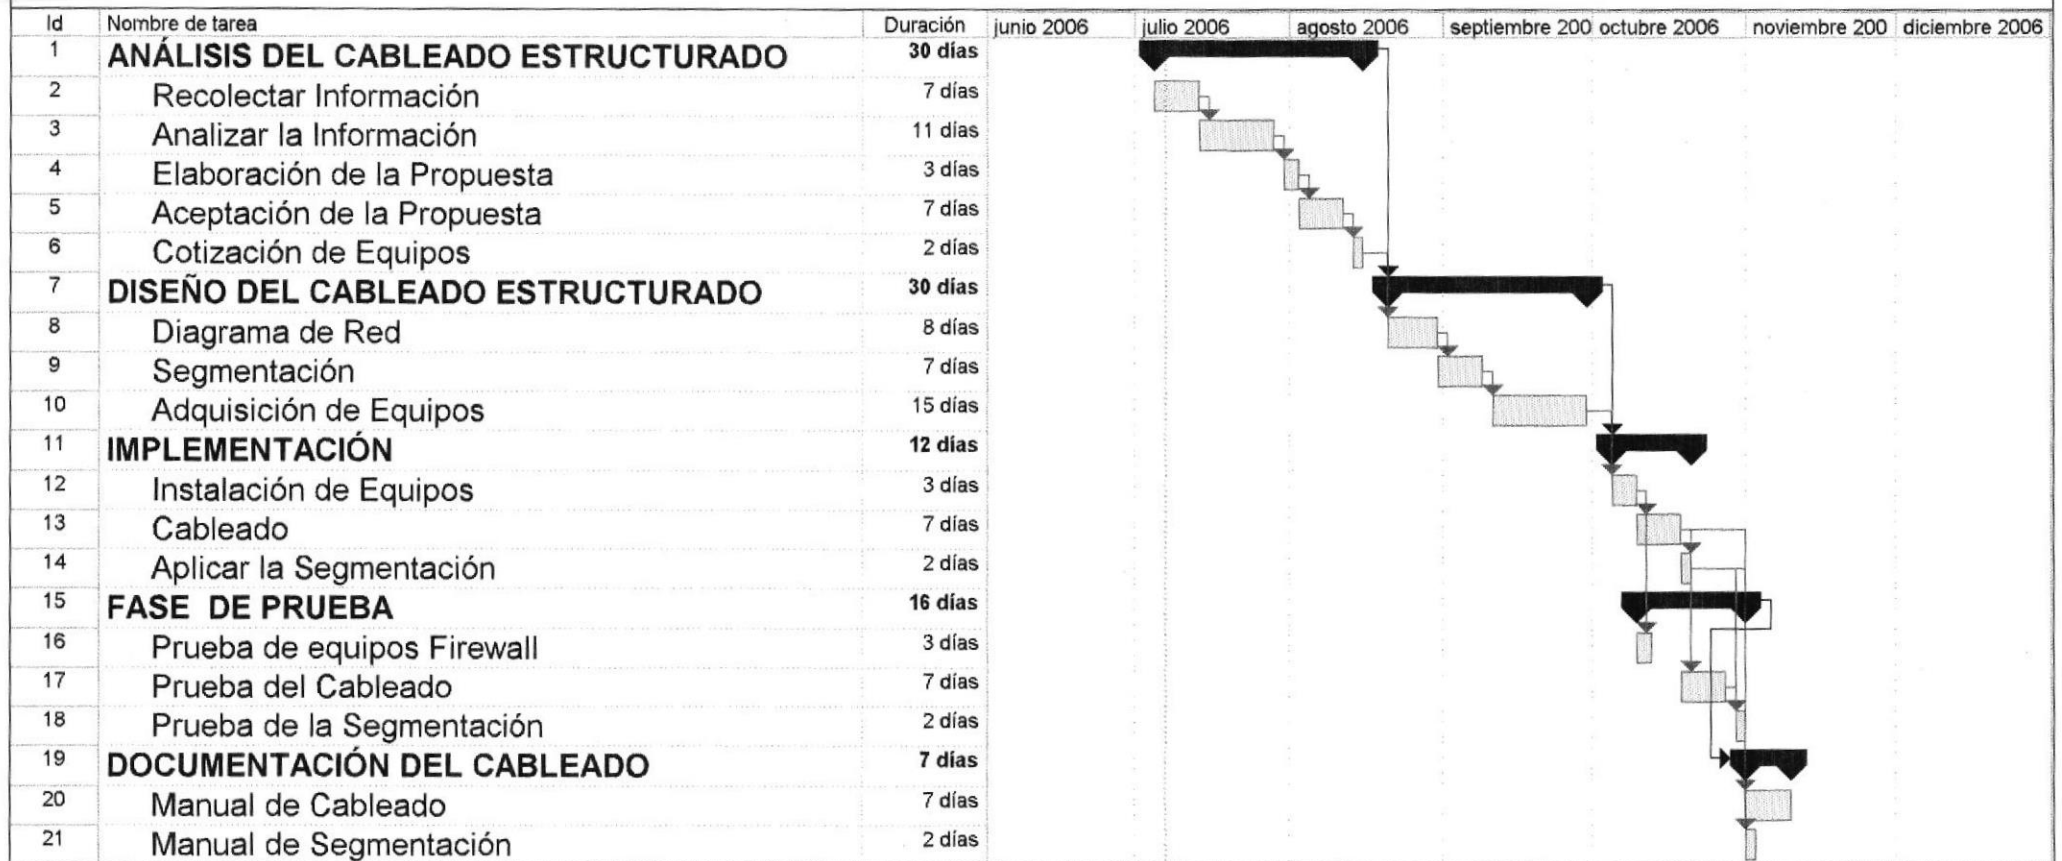 Id Nombre de tarea Duración junio 2006 julio 2006 agosto 2006 septiembre 200 octubre 2006 noviembre 200 diciembre 2006
1 ANÁLISIS DEL CABLEADO ESTRUCTURADO 30 días
2 Recolectar Información 7 días
3 Analizar la Información 11 días
4 Elaboración de la Propuesta 3 días
5 Aceptación de la Propuesta 7 días
6 Cotización de Equipos 2 días
7 DISEÑO DEL CABLEADO ESTRUCTURADO 30 días
8 Diagrama de Red 8 días
9 Segmentación 7 días
10 Adquisición de Equipos 15 días
11 IMPLEMENTACIÓN 12 días
12 Instalación de Equipos 3 días
13 Cableado 7 días
14 Aplicar la Segmentación 2 días
15 FASE DE PRUEBA 16 días
16 Prueba de equipos Firewall 3 días
17 Prueba del Cableado 7 días
18 Prueba de la Segmentación 2 días
19 DOCUMENTACIÓN DEL CABLEADO 7 días
20 Manual de Cableado 7 días
21 Manual de Segmentación 2 días